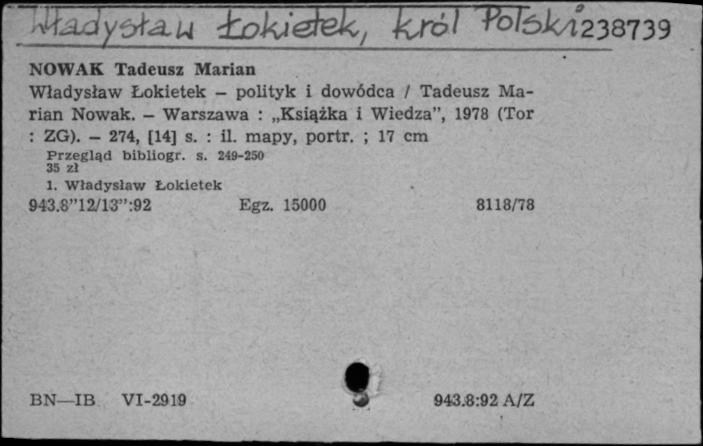 Władysław Łokietek, król Polski 238739
NOWAK Tadeusz Marian
Władysław Łokietek — polityk i dowódca / Tadeusz Ma-
rian Nowak. — Warszawa : „Książka i Wiedza”, 1978 (Tor
: ZG). — 274, [14] s. : il. mapy, portr. ; 17 cm
Przegląd bibliogr. s. 249-250
35 zł
1. Władysław Łokietek
943.8”12/13”:92 Egz. 15000 8118/78
BN—IB VI-2919 943.8:92 A/Z